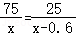 75/x = 25/(x-0.6)